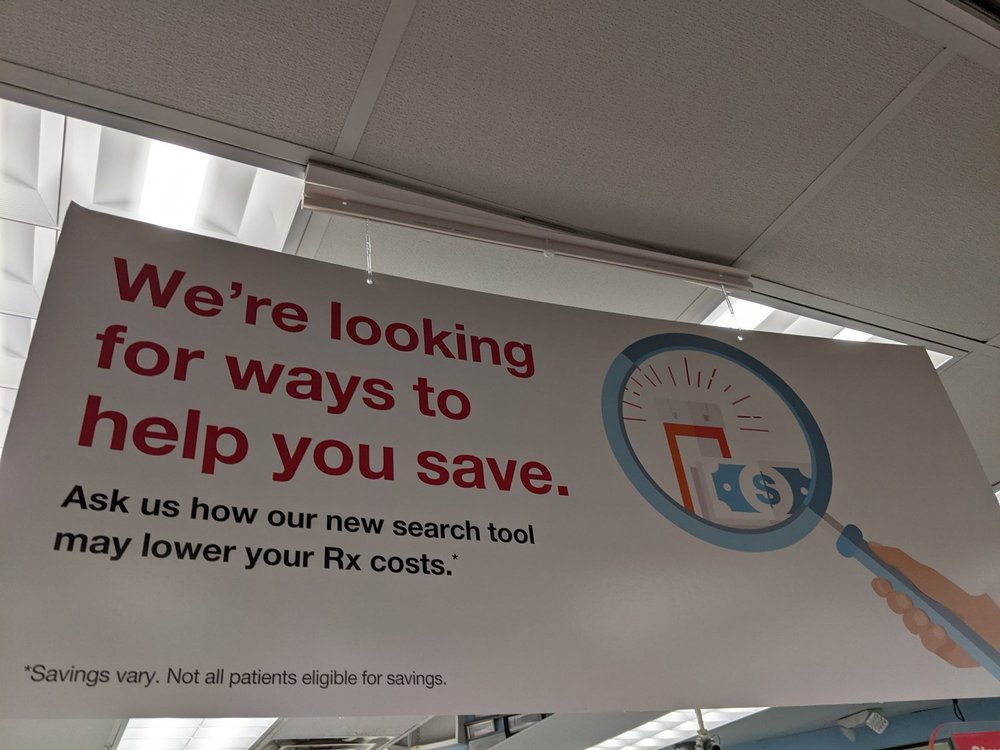 We're looking
for ways to
help you save.
Ask us how our new search tool
may lower your Rx costs.*
*Savings vary. Not all patients eligible for savings.
$